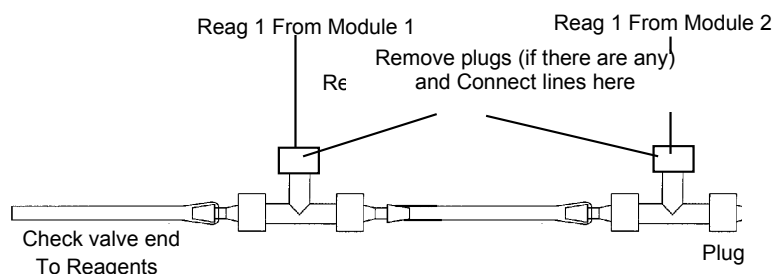 Reag 1 From Module 1
Reag 1 From Module 2
Remove plugs (if there are any)
and Connect lines here
Check valve end
To Reagents
Plug